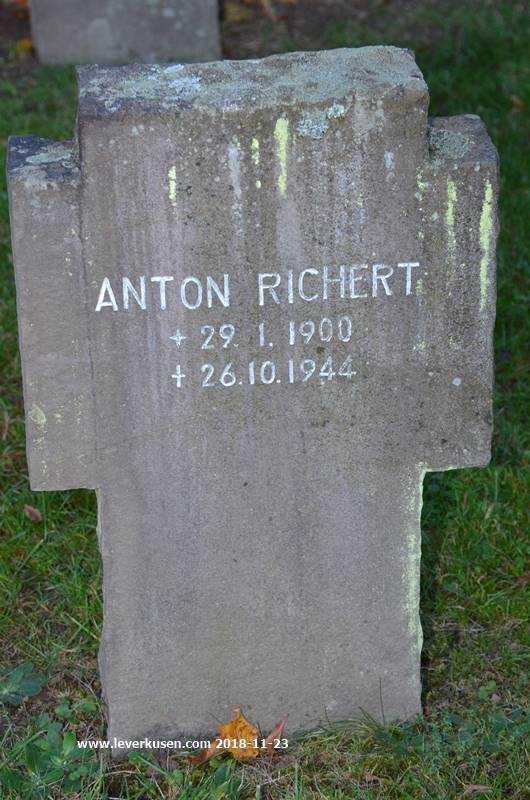 ANTON RICHERT
+ 29. 1. 1900
+ 26.10.1944
www.leverkusen.com 2018-11-23